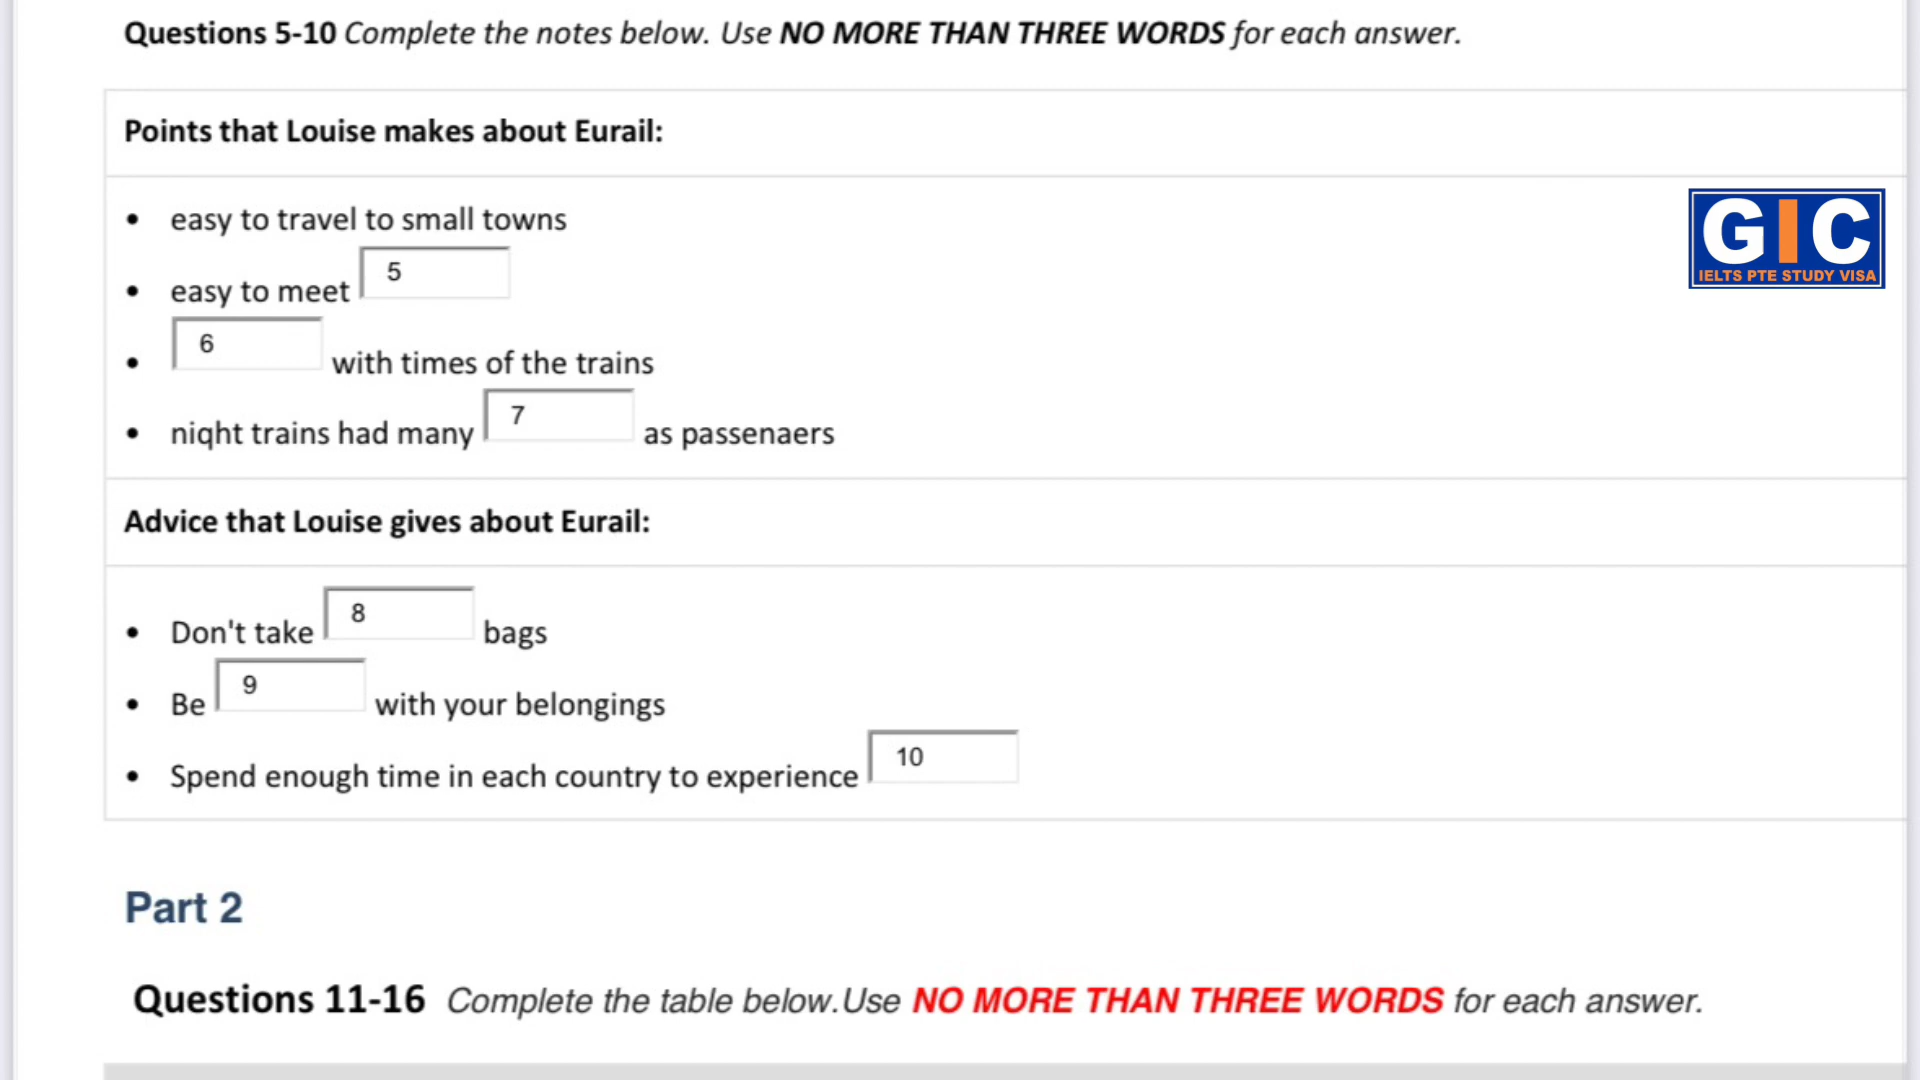 Questions 5-10 Complete the notes below. Use NO MORE THAN THREE WORDS for each answer.
Points that Louise makes about Eurail:
• easy to travel to small towns
• easy to meet 5
• 6 with times of the trains
• niqht trains had many 7 as passenaers
GIC
IELTS PTE STUDY VISA
Advice that Louise gives about Eurail:
• Don't take 8 bags
• Be 9 with your belongings
• Spend enough time in each country to experience 10
Part 2
Questions 11-16 Complete the table below.Use NO MORE THAN THREE WORDS for each answer.